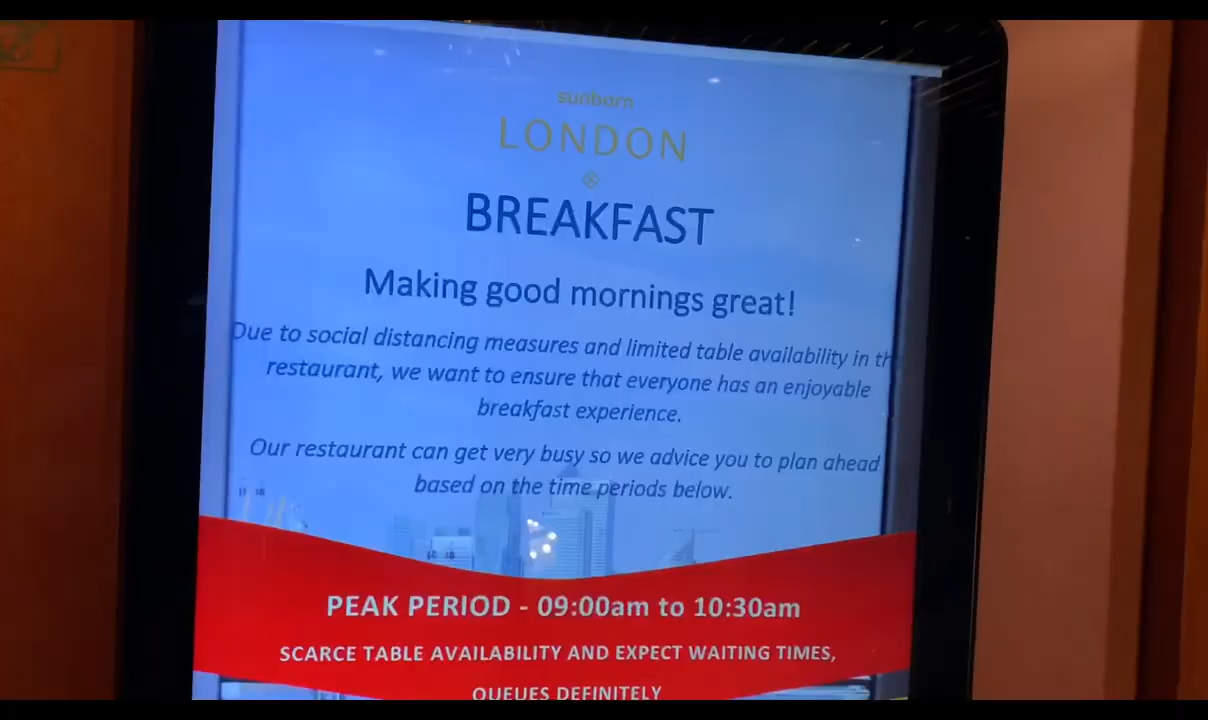 sunborn
LONDON
BREAKFAST
Making good mornings great!
Due to social distancing measures and limited table availability in th
restaurant, we want to ensure that everyone has an enjoyable
breakfast experience.
Our restaurant can get very busy so we advice you to plan ahead
based on the time periods below.
PEAK PERIOD - 09:00am to 10:30am
SCARCE TABLE AVAILABILITY AND EXPECT WAITING TIMES,
QUEUES DEFINITELY